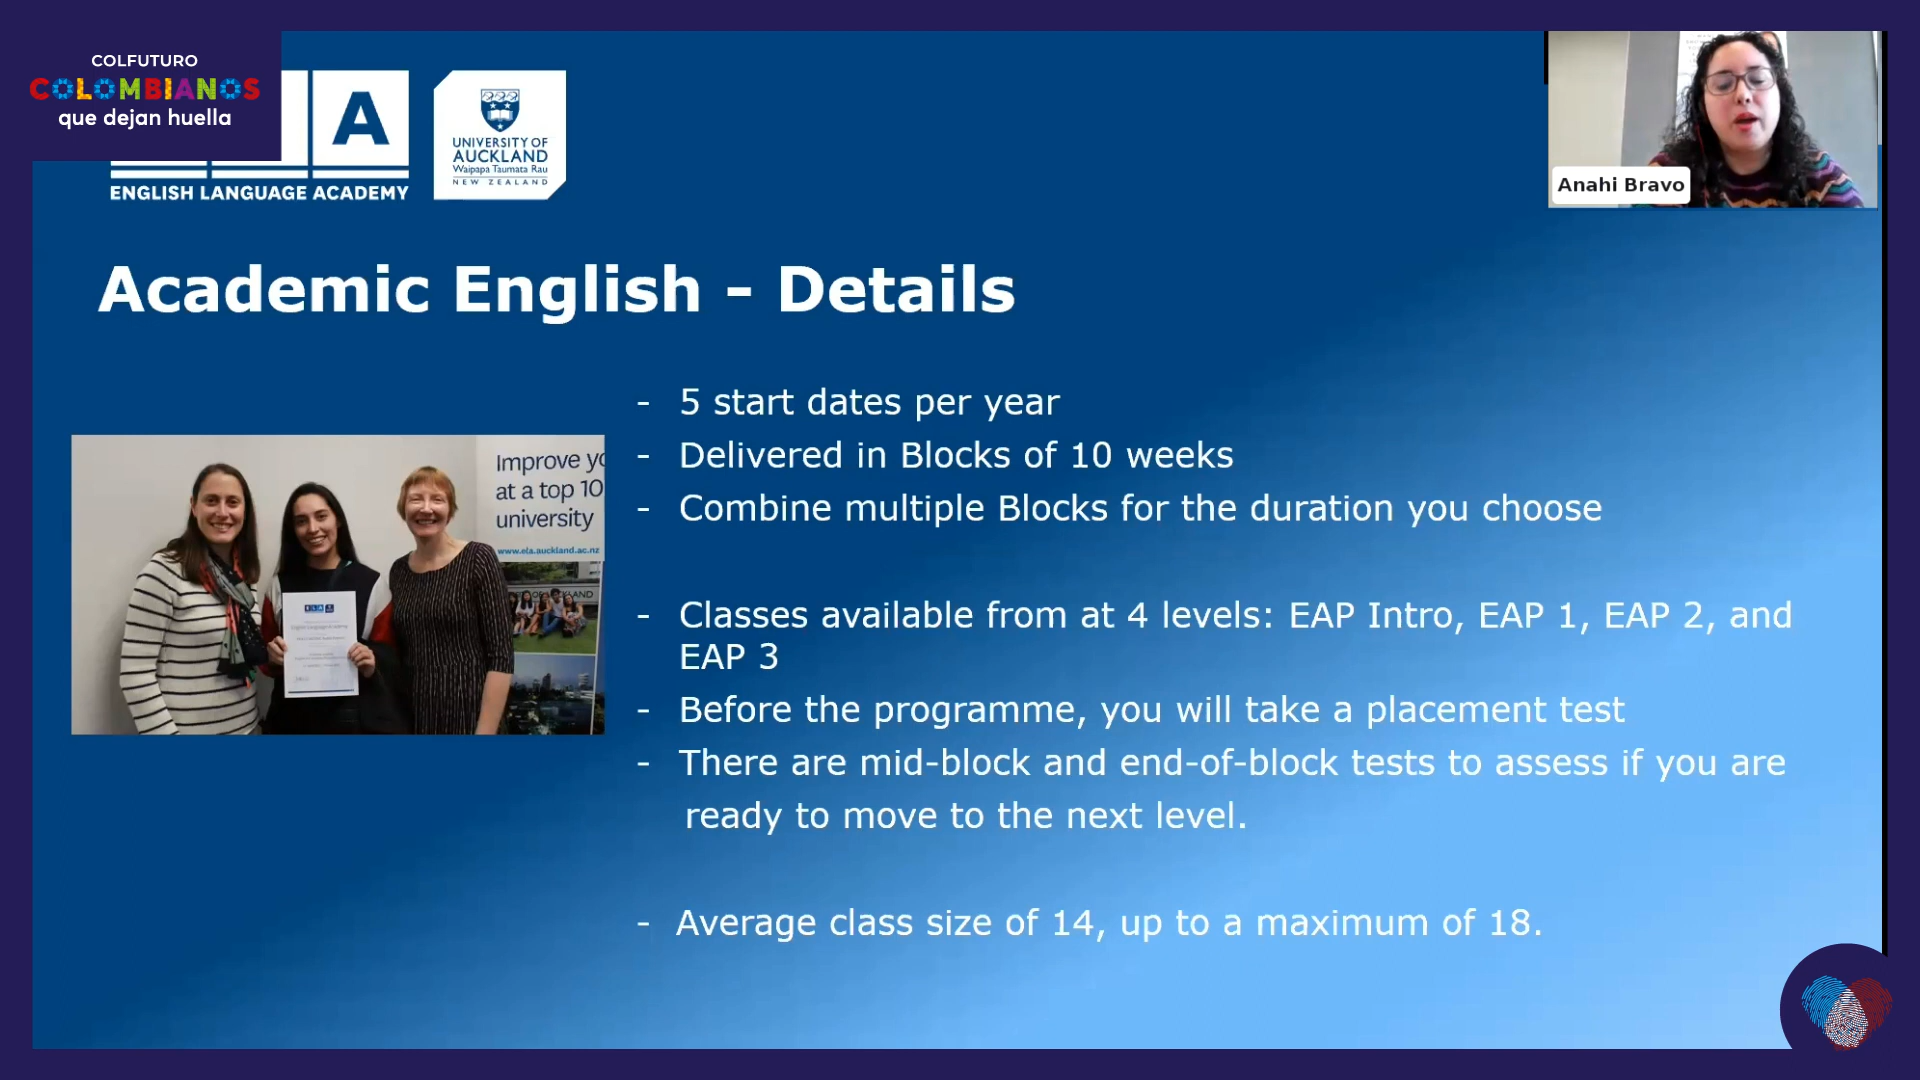 COLFUTURO
COLOMBIANOS
que dejan huella
A
ENGLISH LANGUAGE ACADEMY
UNIVERSITY OF
AUCKLAND
Waipapa Taumata Rau
NEW ZEALAND
Anahi Bravo
Academic English - Details
- 5 start dates per year
- Delivered in Blocks of 10 weeks
- Combine multiple Blocks for the duration you choose
- Classes available from at 4 levels: EAP Intro, EAP 1, EAP 2, and
EAP 3
- Before the programme, you will take a placement test
- There are mid-block and end-of-block tests to assess if you are
ready to move to the next level.
- Average class size of 14, up to a maximum of 18.
Improve yo
at a top 10
university
www.ela.auckland.ac.nz